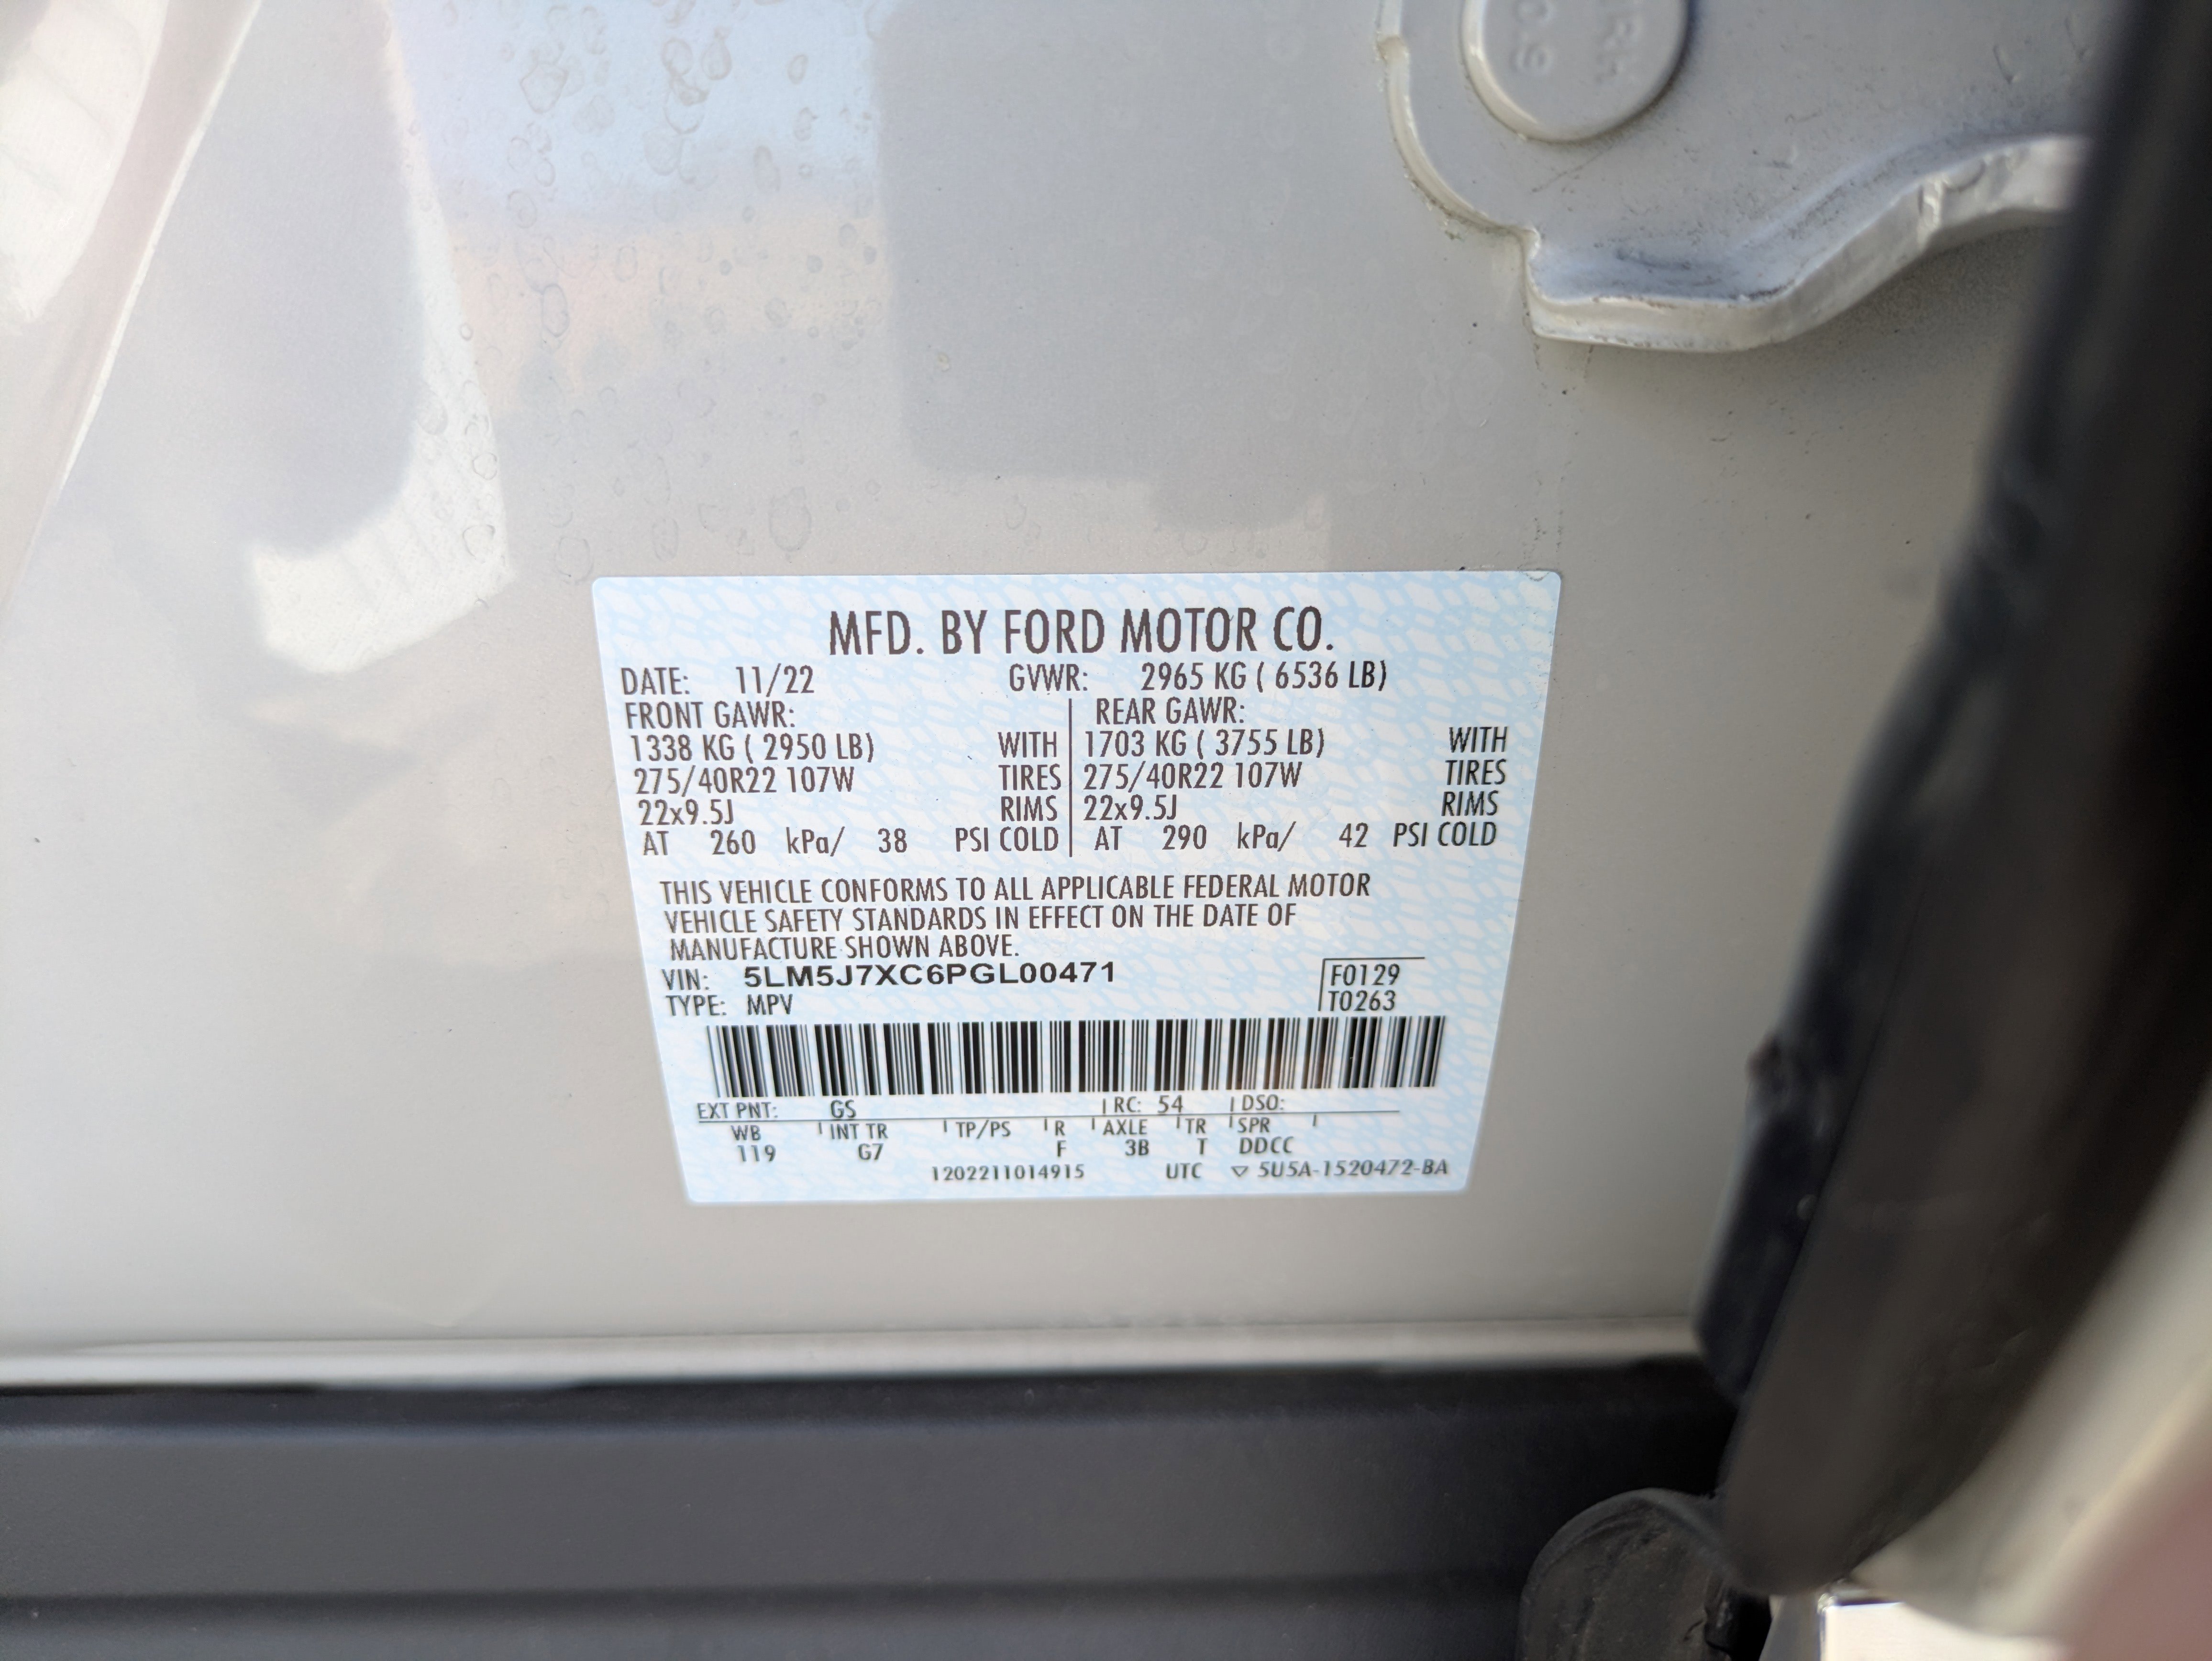 TRH
C.9
MFD. BY FORD MOTOR CO.
DATE: 11/22 GVWR: 2965 KG ( 6536 LB)
FRONT GAWR: REAR GAWR:
1338 KG ( 2950 LB) WITH 1703 KG ( 3755 LB) WITH
275/40R22 107W TIRES 275/40R22 107W TIRES
22x9.5J RIMS 22x9.5J RIMS
AT 260 kPa/ 38 PSI COLD AT 290 kPa/ 42 PSI COLD
THIS VEHICLE CONFORMS TO ALL APPLICABLE FEDERAL MOTOR
VEHICLE SAFETY STANDARDS IN EFFECT ON THE DATE OF
MANUFACTURE SHOWN ABOVE.
VIN: 5LM5J7XC6PGL00471 F0129
TYPE: MPV T0263
EXT PNT: GS RC: 54 DSO:
WB INT TR TP/PS R AXLE TR SPR
119 G7 F 3B T DDCC
1202211014915 UTC ▽ 5U5A-1520472-BA